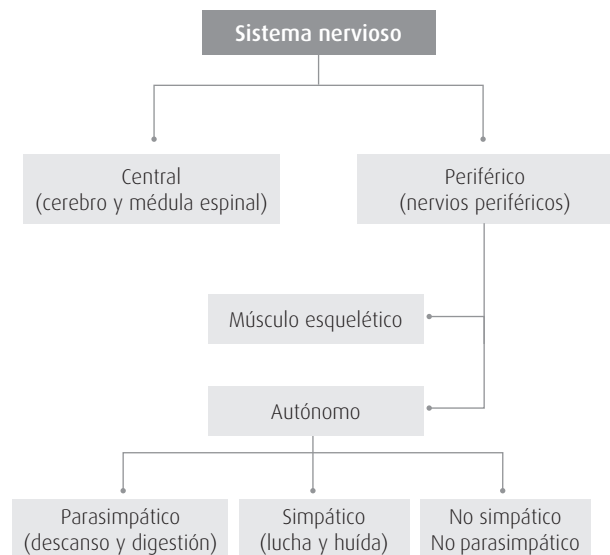 Sistema nervioso
Central
(cerebro y médula espinal)
Periférico
(nervios periféricos)
Músculo esquelético
Autónomo
Parasimpático
(descanso y digestión)
Simpático
(lucha y huída)
No simpático
No parasimpático